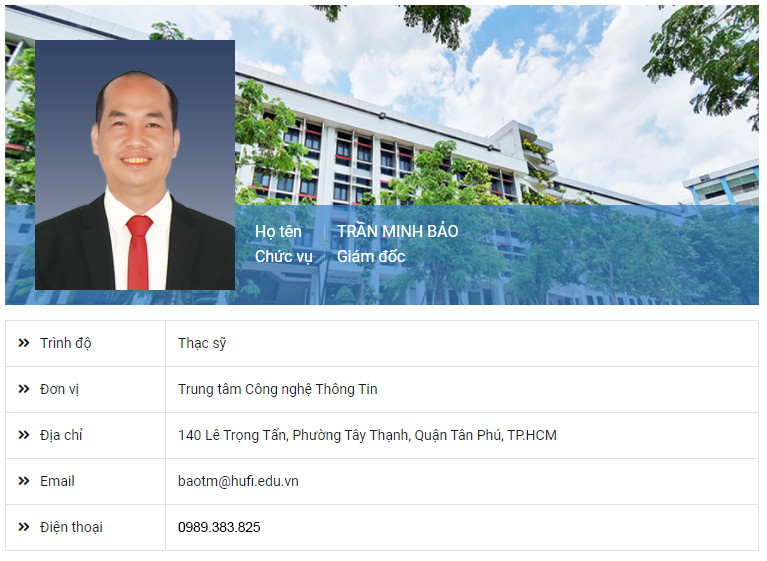 Họ tên TRẦN MINH BẢO
Chức vụ Giám đốc
Trình độ Thạc sỹ
Đơn vị Trung tâm Công nghệ Thông Tin
Địa chỉ 140 Lê Trọng Tấn, Phường Tây Thạnh, Quận Tân Phú, TP.HCM
Email baotm@hufi.edu.vn
Điện thoại 0989.383.825